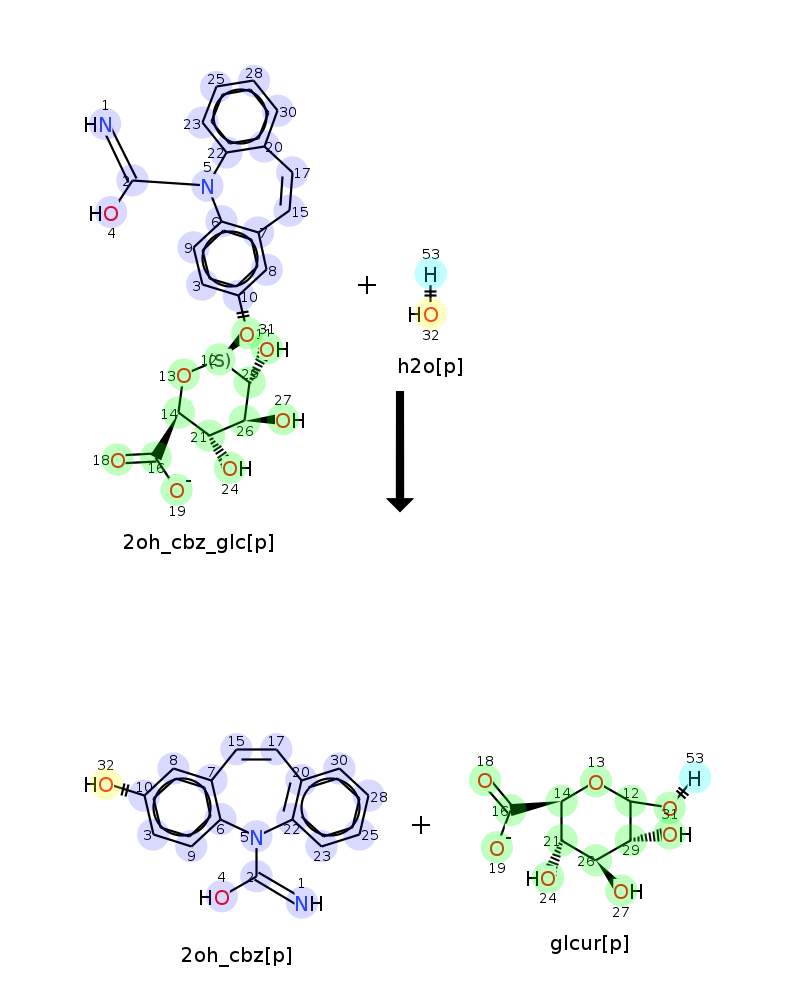 28
25
1
30
HN
23
22
20
5
N
17
2
15
HO
6
7
4
9
8
53
H
3
10
+
31
O
HO
12 (S)
OH
32
13 O
h2o[p]
29
27
14
OH
26
21
18 O
16
OH
24
O-
19
2oh_cbz_glc[p]
15
17
32
8
30
18
13
53
HO
10
7
20
O
O
H
28
14
12
O
3
6
22
16
31
5 N
25
+
21
OH
9
23
O-
29
4
2
1
19
26
HO
HO
NH
24
OH
27
2oh_cbz[p]
glcur[p]